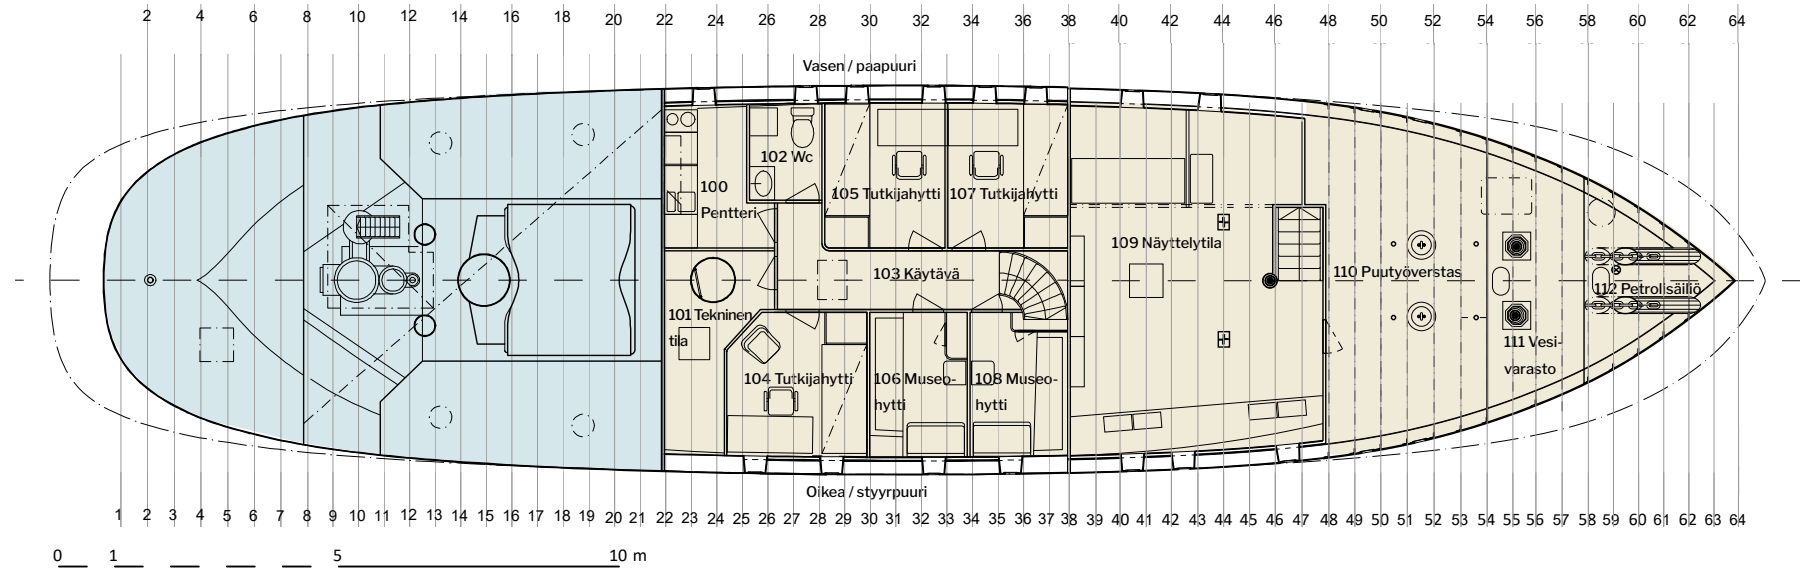 2 4 6 8 10 12 14 16 18 20 22 24 26 28 30 32 34 36 38 40 42 44 46 48 50 52 54 56 58 60 62 64
Vasen / paapuuri
102 Wc
100
Pentteri
105 Tutkijahytti
107 Tutkijahytti
109 Näyttelytila
103 Käytävä
110 Puutyöverstas
112 Petrolisäiliö
101 Tekninen
tila
111 Vesi-
varasto
104 Tutkijahytti
106 Museo-
hytti
108 Museo-
hytti
Oikea / styyrpuuri
1 2 3 4 5 6 7 8 9 10 11 12 13 14 15 16 17 18 19 20 21 22 23 24 25 26 27 28 29 30 31 32 33 34 35 36 37 38 39 40 41 42 43 44 45 46 47 48 49 50 51 52 53 54 55 56 57 58 59 60 61 62 63 64
0 1 5 10 m